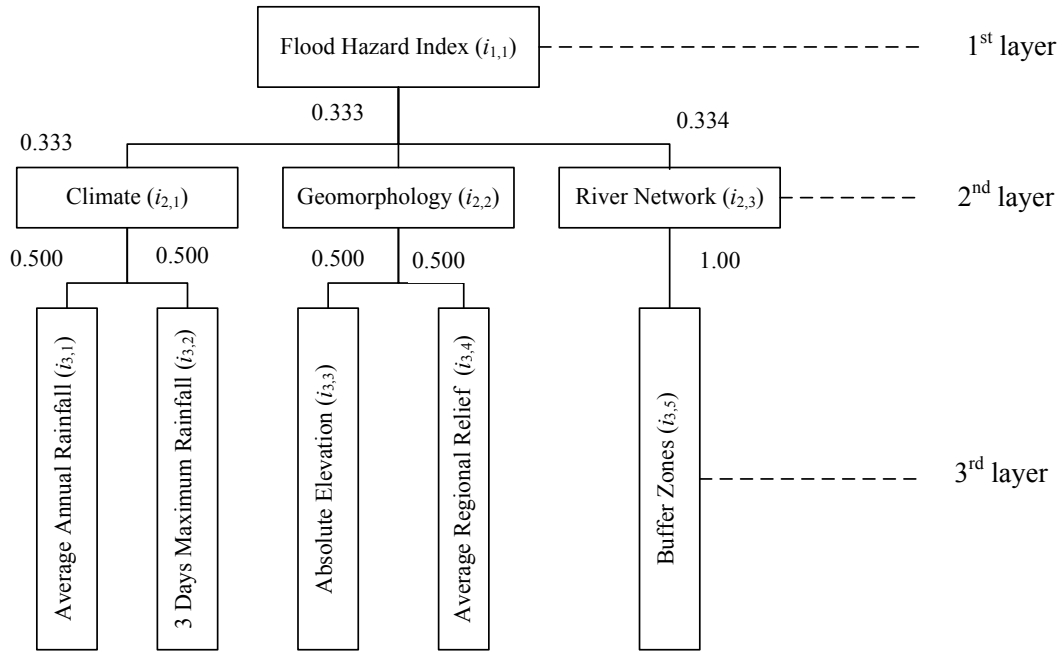 Flood Hazard Index (i1,1)
1st layer
0.333
0.333
0.334
Climate (i2,1)
Geomorphology (i2,2)
River Network (i2,3)
2nd layer
0.500
0.500
0.500
0.500
1.00
Average Annual Rainfall (i3,1)
3 Days Maximum Rainfall (i3,2)
Absolute Elevation (i3,3)
Average Regional Relief (i3,4)
Buffer Zones (i3,5)
3rd layer